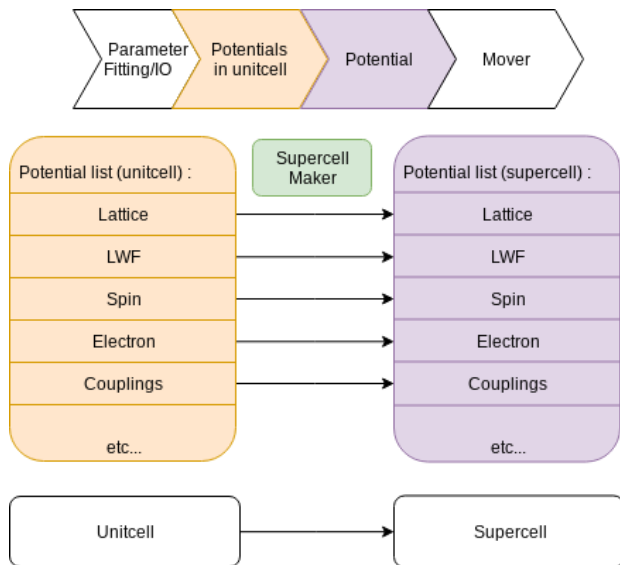 Parameter
Fitting/IO
Potentials
in unitcell
Potential
Mover
Potential list (unitcell) :
Supercell
Maker
Potential list (supercell) :
Lattice
Lattice
LWF
LWF
Spin
Spin
Electron
Electron
Couplings
Couplings
etc...
etc...
Unitcell
Supercell